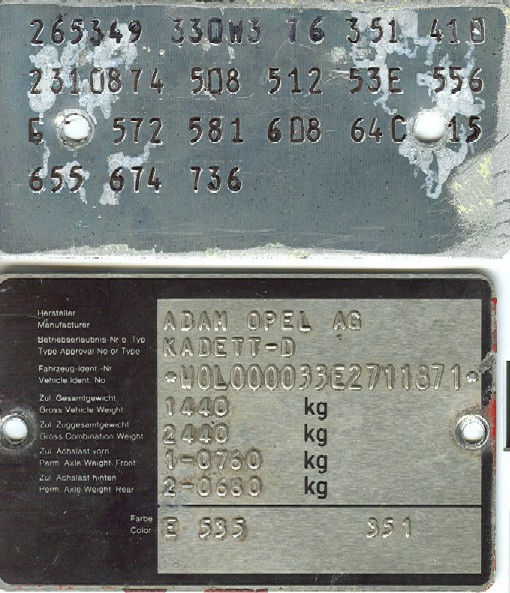 265349 330W3 76 351 410
2310874 508 512 53E 556
572 581 608 64C 15
655 674 736
Hersteller
Manufacturer
ADAM OPEL AG
Betriebserlaubnis-Nr o Typ
Type Approval No or Type
KADETT-D
Fahrzeug-Ident.-Nr
Vehicle Ident. No
*W0L000033E2711871*
Zul Gesamtgewicht
Gross Vehicle Weight
1440 kg
Zul Zuggesamtgewicht
Gross Combination Weight
2440 kg
Zul Achslast vorn
Perm. Axle Weight Front
1-0760 kg
Zul Achslast hinten
Perm. Axle Weight Rear
2-0680 kg
Farbe
Color
E 535 351